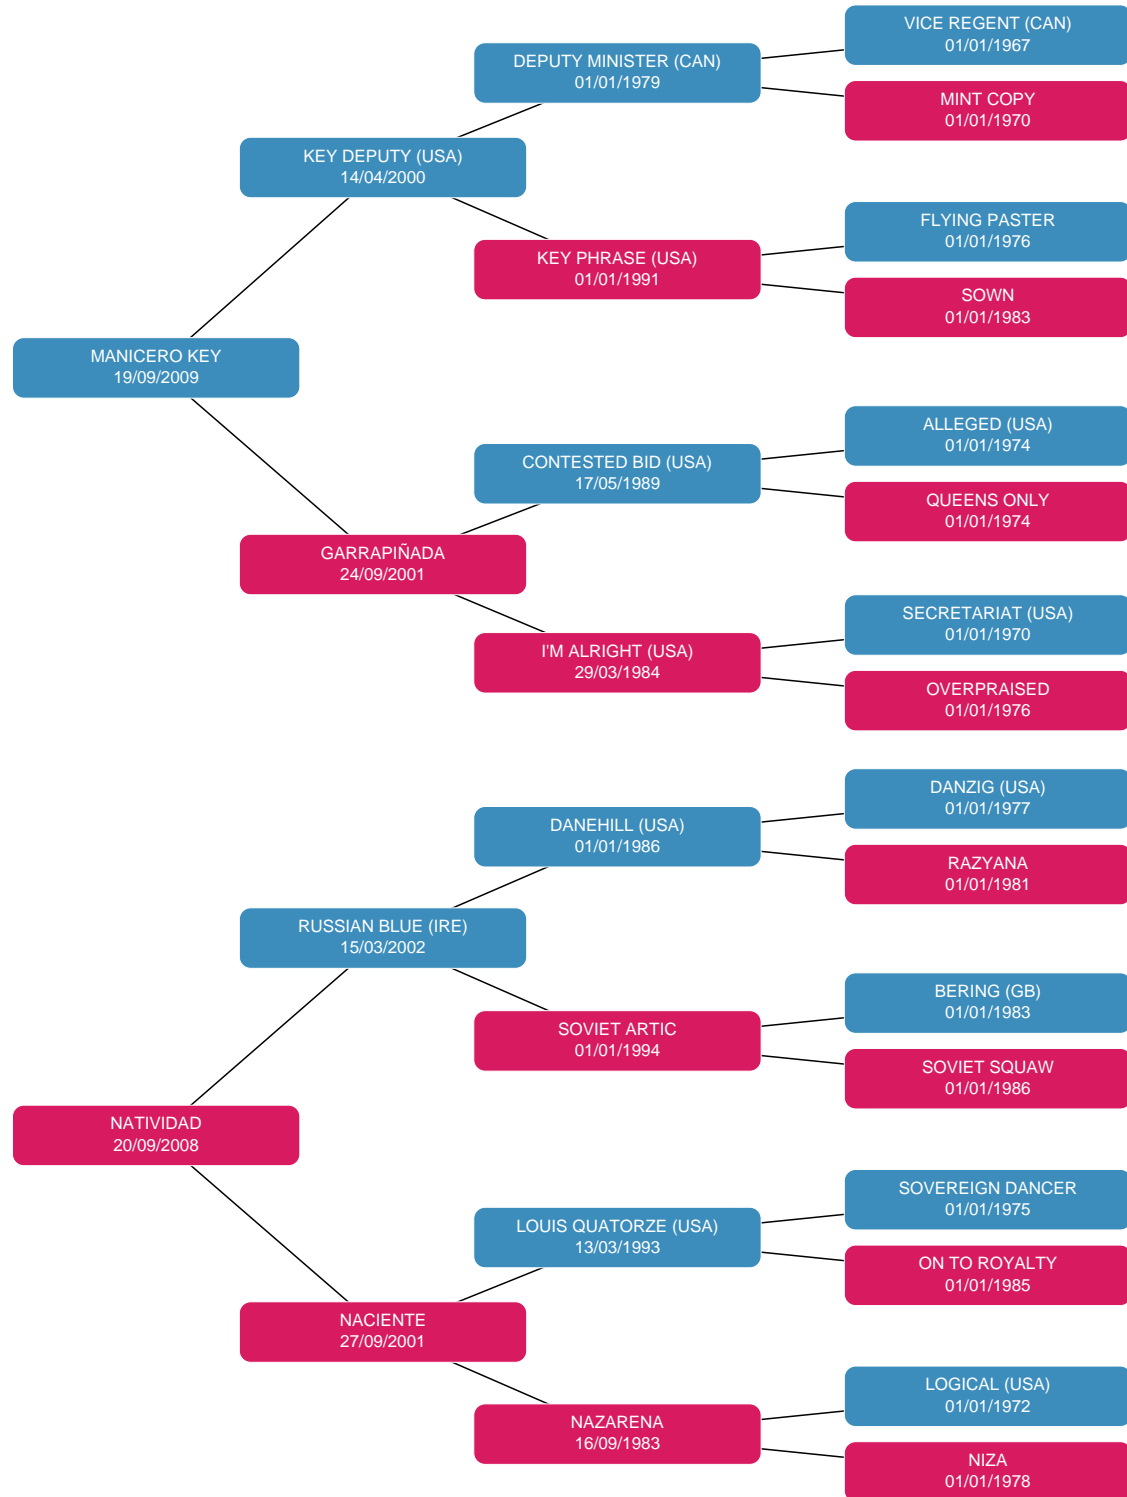 VICE REGENT (CAN)
01/01/1967
DEPUTY MINISTER (CAN)
01/01/1979
MINT COPY
01/01/1970
KEY DEPUTY (USA)
14/04/2000
FLYING PASTER
01/01/1976
KEY PHRASE (USA)
01/01/1991
SOWN
01/01/1983
MANICERO KEY
19/09/2009
ALLEGED (USA)
01/01/1974
CONTESTED BID (USA)
17/05/1989
QUEENS ONLY
01/01/1974
GARRAPIÑADA
24/09/2001
SECRETARIAT (USA)
01/01/1970
I'M ALRIGHT (USA)
29/03/1984
OVERPRAISED
01/01/1976
DANZIG (USA)
01/01/1977
DANEHILL (USA)
01/01/1986
RAZYANA
01/01/1981
RUSSIAN BLUE (IRE)
15/03/2002
BERING (GB)
01/01/1983
SOVIET ARTIC
01/01/1994
SOVIET SQUAW
01/01/1986
NATIVIDAD
20/09/2008
SOVEREIGN DANCER
01/01/1975
LOUIS QUATORZE (USA)
13/03/1993
ON TO ROYALTY
01/01/1985
NACIENTE
27/09/2001
LOGICAL (USA)
01/01/1972
NAZARENA
16/09/1983
NIZA
01/01/1978